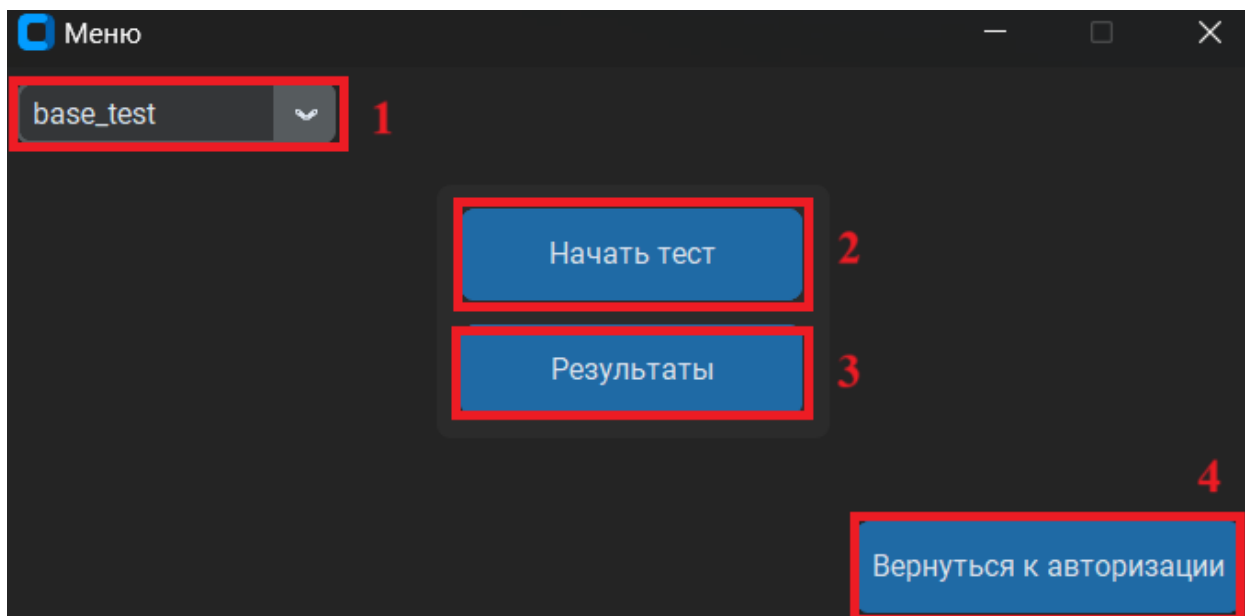 Меню
base_test
1
Начать тест
2
Результаты
3
4
Вернуться к авторизации